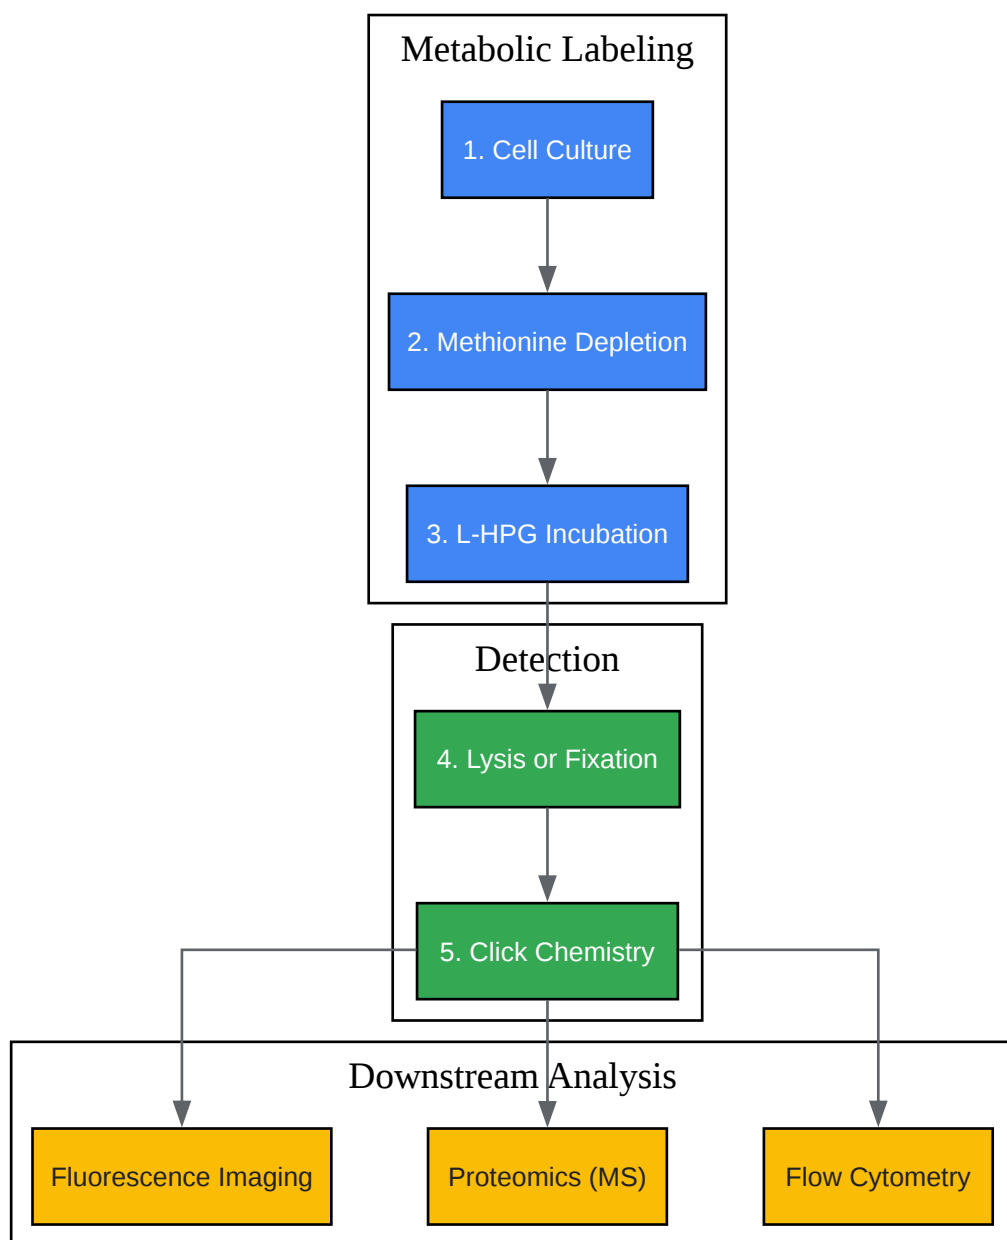 Metabolic Labeling
1. Cell Culture
2. Methionine Depletion
3. L-HPG Incubation
Detection
4. Lysis or Fixation
5. Click Chemistry
Downstream Analysis
Fluorescence Imaging
Proteomics (MS)
Flow Cytometry